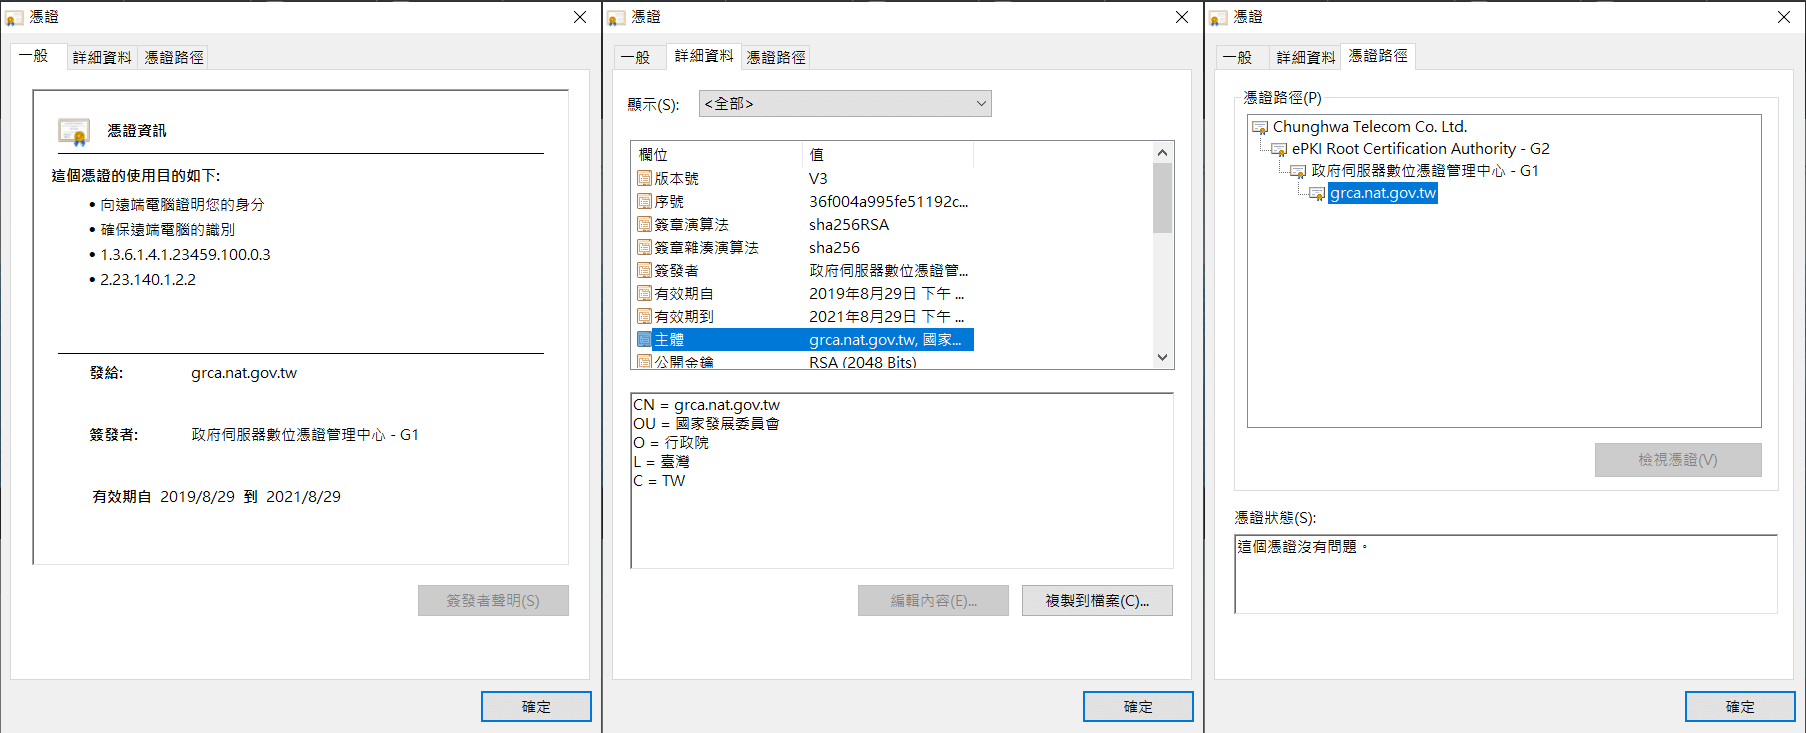 憑證
一般
詳細資料
憑證路徑
憑證資訊
這個憑證的使用目的如下:
• 向遠端電腦證明您的身分
• 確保遠端電腦的識別
• 1.3.6.1.4.1.23459.100.0.3
• 2.23.140.1.2.2
發給: grca.nat.gov.tw
簽發者: 政府伺服器數位憑證管理中心 - G1
有效期自 2019/8/29 到 2021/8/29
簽發者聲明(S)
確定
憑證
一般
詳細資料
憑證路徑
顯示(S): <全部>
欄位 值
版本號 V3
序號 36f004a995fe51192c...
簽章演算法 sha256RSA
簽章雜湊演算法 sha256
簽發者 政府伺服器數位憑證管...
有效期自 2019年8月29日 下午 ...
有效期到 2021年8月29日 下午 ...
主體 grca.nat.gov.tw, 國家...
公開金鑰 RSA (2048 Bits)
CN = grca.nat.gov.tw
OU = 國家發展委員會
O = 行政院
L = 臺灣
C = TW
編輯內容(E)...
複製到檔案(C)...
確定
憑證
一般
詳細資料
憑證路徑
憑證路徑(P)
Chunghwa Telecom Co. Ltd.
ePKI Root Certification Authority - G2
政府伺服器數位憑證管理中心 - G1
grca.nat.gov.tw
檢視憑證(V)
憑證狀態(S):
這個憑證沒有問題。
確定